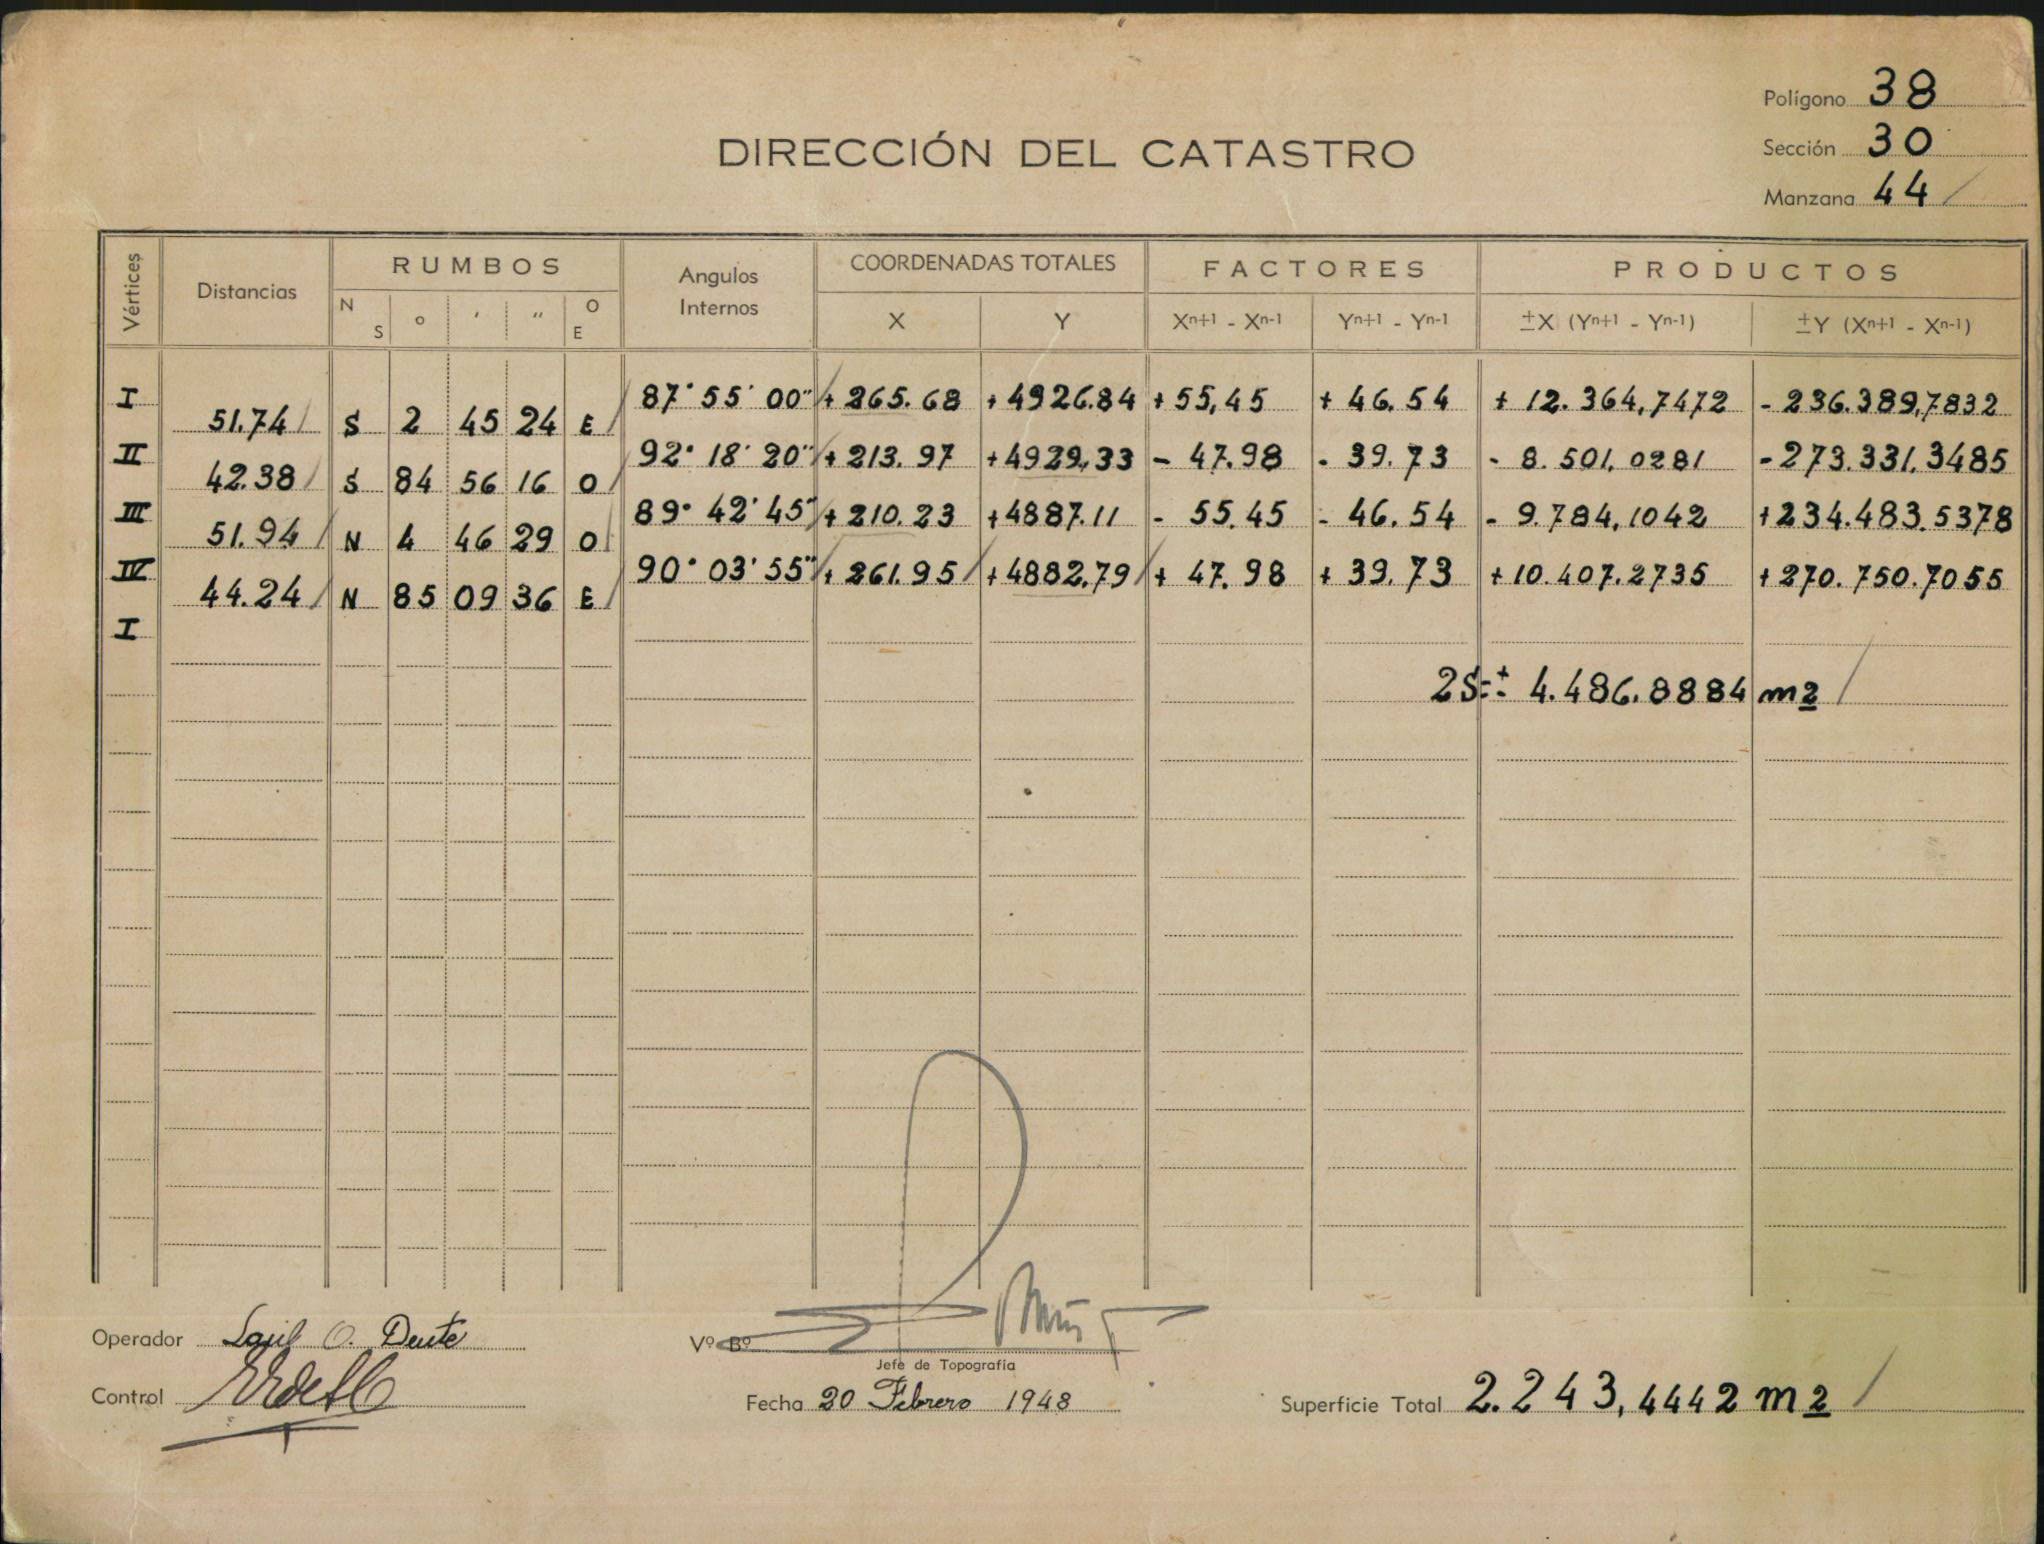 Polígono 38
DIRECCIÓN DEL CATASTRO
Sección 30
Manzana 44
Vértices Distancias RUMBOS Angulos Internos COORDENADAS TOTALES FACTORES PRODUCTOS
N S ° ' " O E X Y Xn+1 - Xn-1 Yn+1 - Yn-1 ±X (Yn+1 - Yn-1) ±Y (Xn+1 - Xn-1)
I 87° 55' 00" + 265.68 + 4926.84 + 55,45 + 46.54 + 12.364,7472 - 236.389,7832
51.74 S 2 45 24 E
II 92° 18' 20" + 213.97 + 4929,33 - 47.98 - 39.73 - 8.501,0281 - 273.331,3485
42.38 S 84 56 16 O
III 89° 42' 45" + 210.23 + 4887.11 - 55.45 - 46.54 - 9.784,1042 + 234.483.5378
51.94 N 4 46 29 O
IV 90° 03' 55" + 261.95 + 4882,79 + 47.98 + 39.73 + 10.407.2735 + 270.750.7055
44.24 N 85 09 36 E
I
2S=± 4.486.8884 m2
Operador O. Deute
Vº Bº
Jefe de Topografía
Control
Fecha 20 Febrero 1948
Superficie Total 2.243,4442 m2